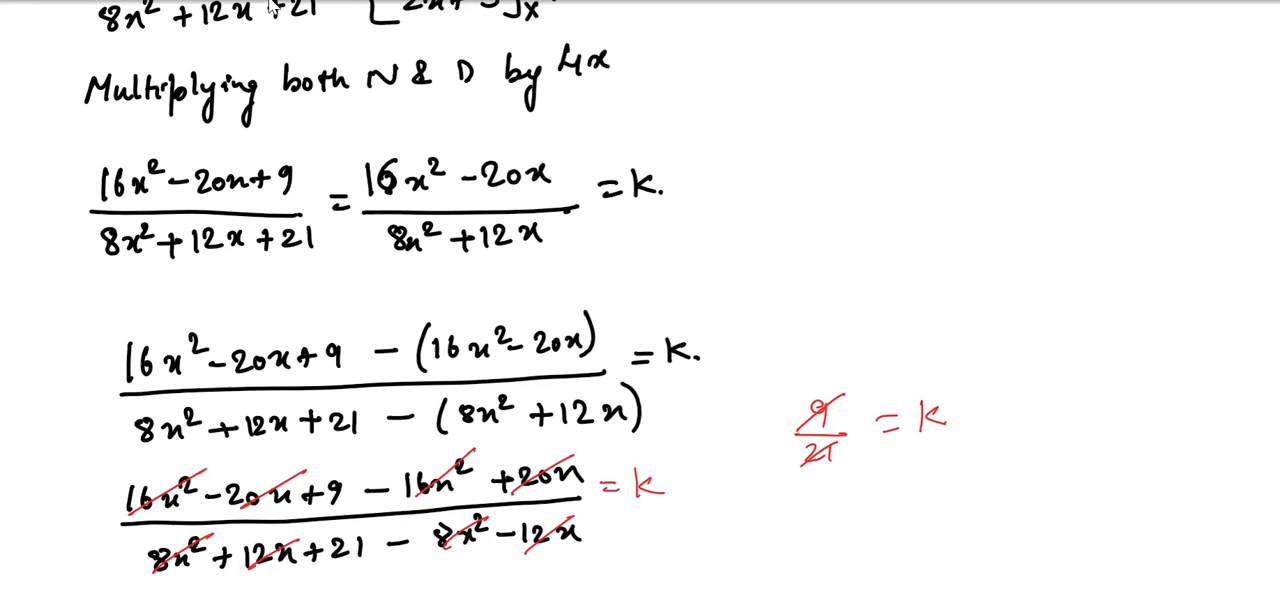 8x² + 12x + 21
Multiplying both N & D by 4x
(16x² - 20x + 9)/(8x² + 12x + 21) = (16x² - 20x)/(8x² + 12x) = K.
(16x² - 20x + 9 - (16x² - 20x))/(8x² + 12x + 21 - (8x² + 12x)) = K.
9/21 = K
(16x² - 20x + 9 - 16x² + 20x)/(8x² + 12x + 21 - 8x² - 12x) = K